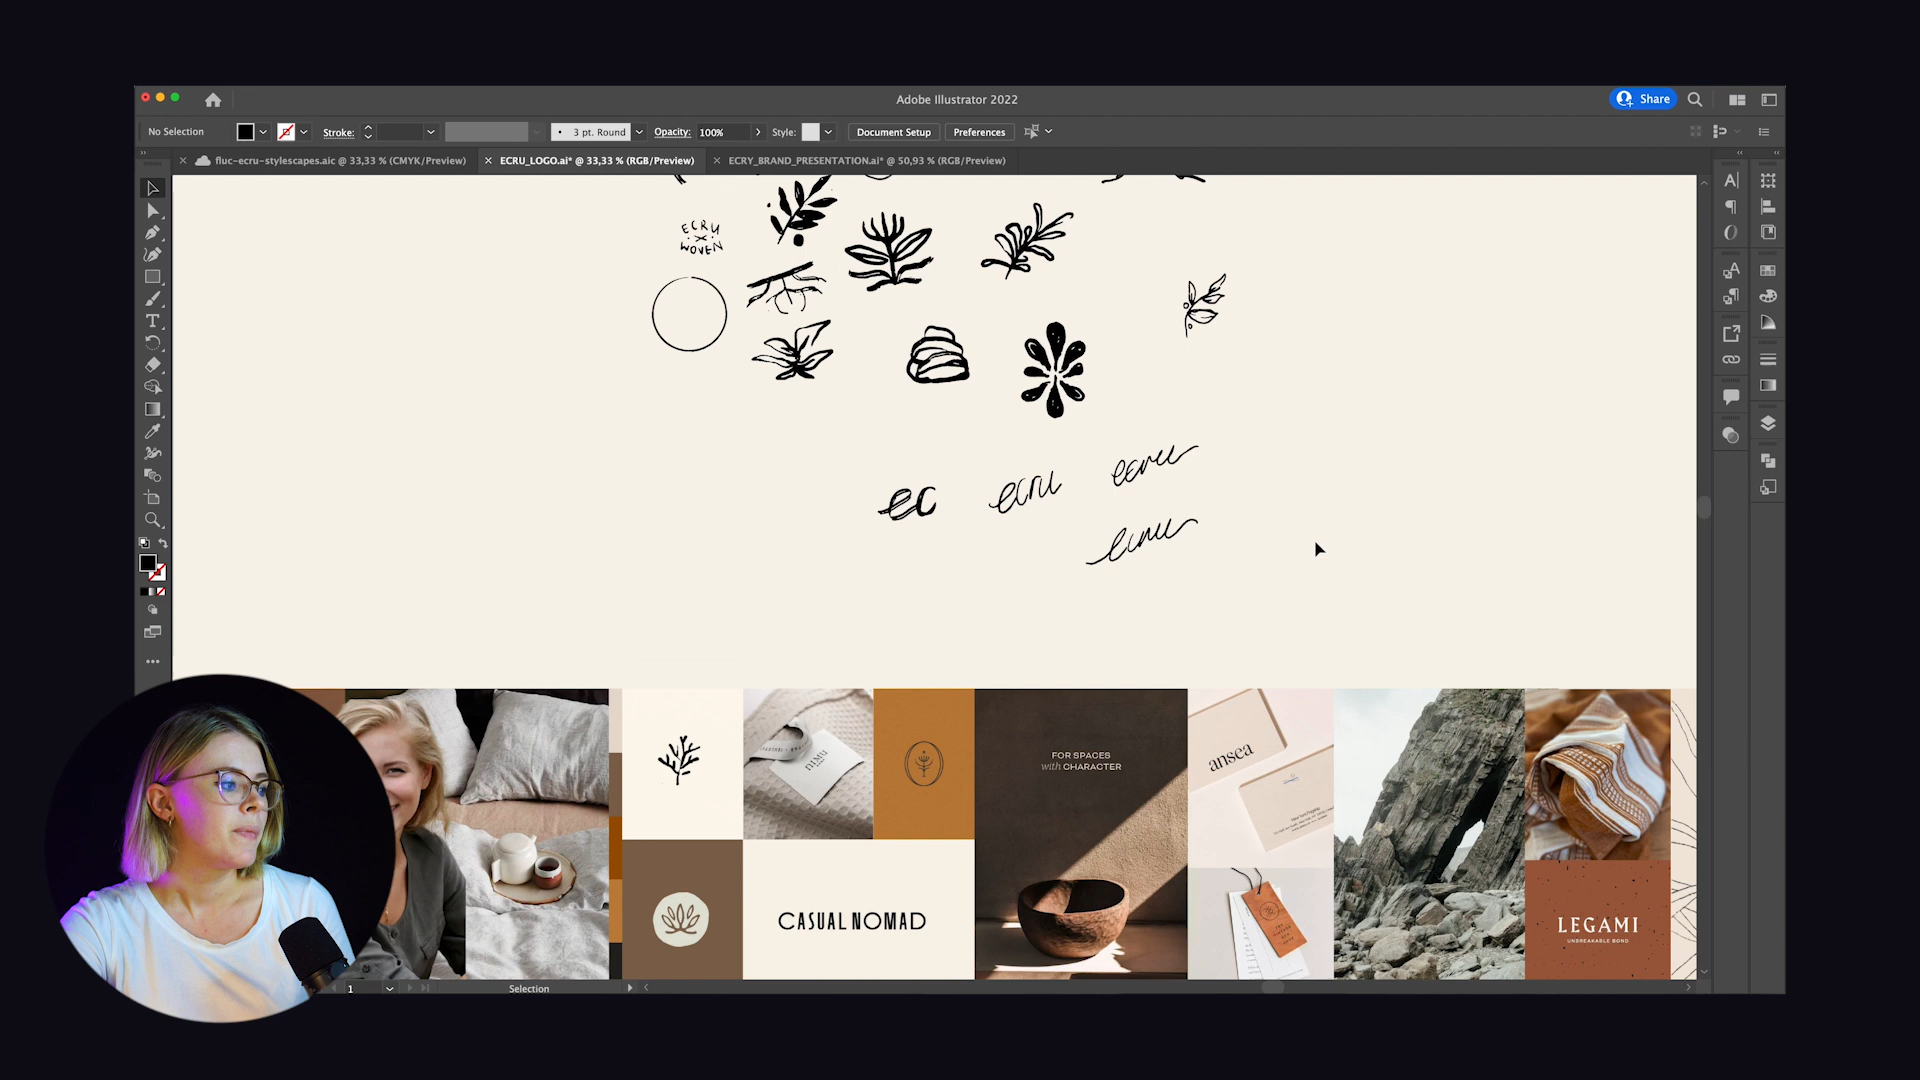 Adobe Illustrator 2022
Share
No Selection
Stroke:
3 pt. Round
Opacity:
100%
Style:
Document Setup
Preferences
fluc-ecru-stylescapes.aic @ 33,33 % (CMYK/Preview)
ECRU_LOGO.ai* @ 33,33 % (RGB/Preview)
ECRY_BRAND_PRESENTATION.ai* @ 50,93 % (RGB/Preview)
ECRU
WOVEN
ec
ecru
ecru
ecru
FOR SPACES
with CHARACTER
ansea
CASUAL NOMAD
LEGAMI
UNBREAKABLE BOND
1
Selection